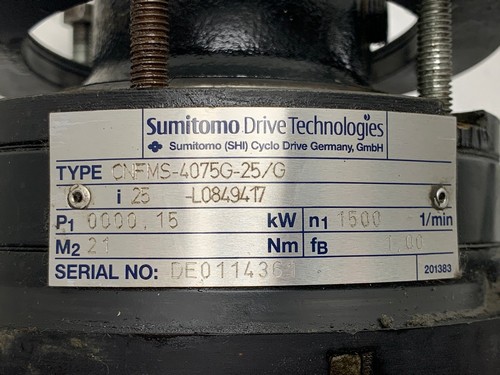 Sumitomo Drive Technologies
Sumitomo (SHI) Cyclo Drive Germany, GmbH
TYPE CNFMS-4075G-25/G
i 25 -L0849417
P1 0000,15 kW n1 1500 1/min
M2 21 Nm fB 1,00
SERIAL NO: DE0114361
201383